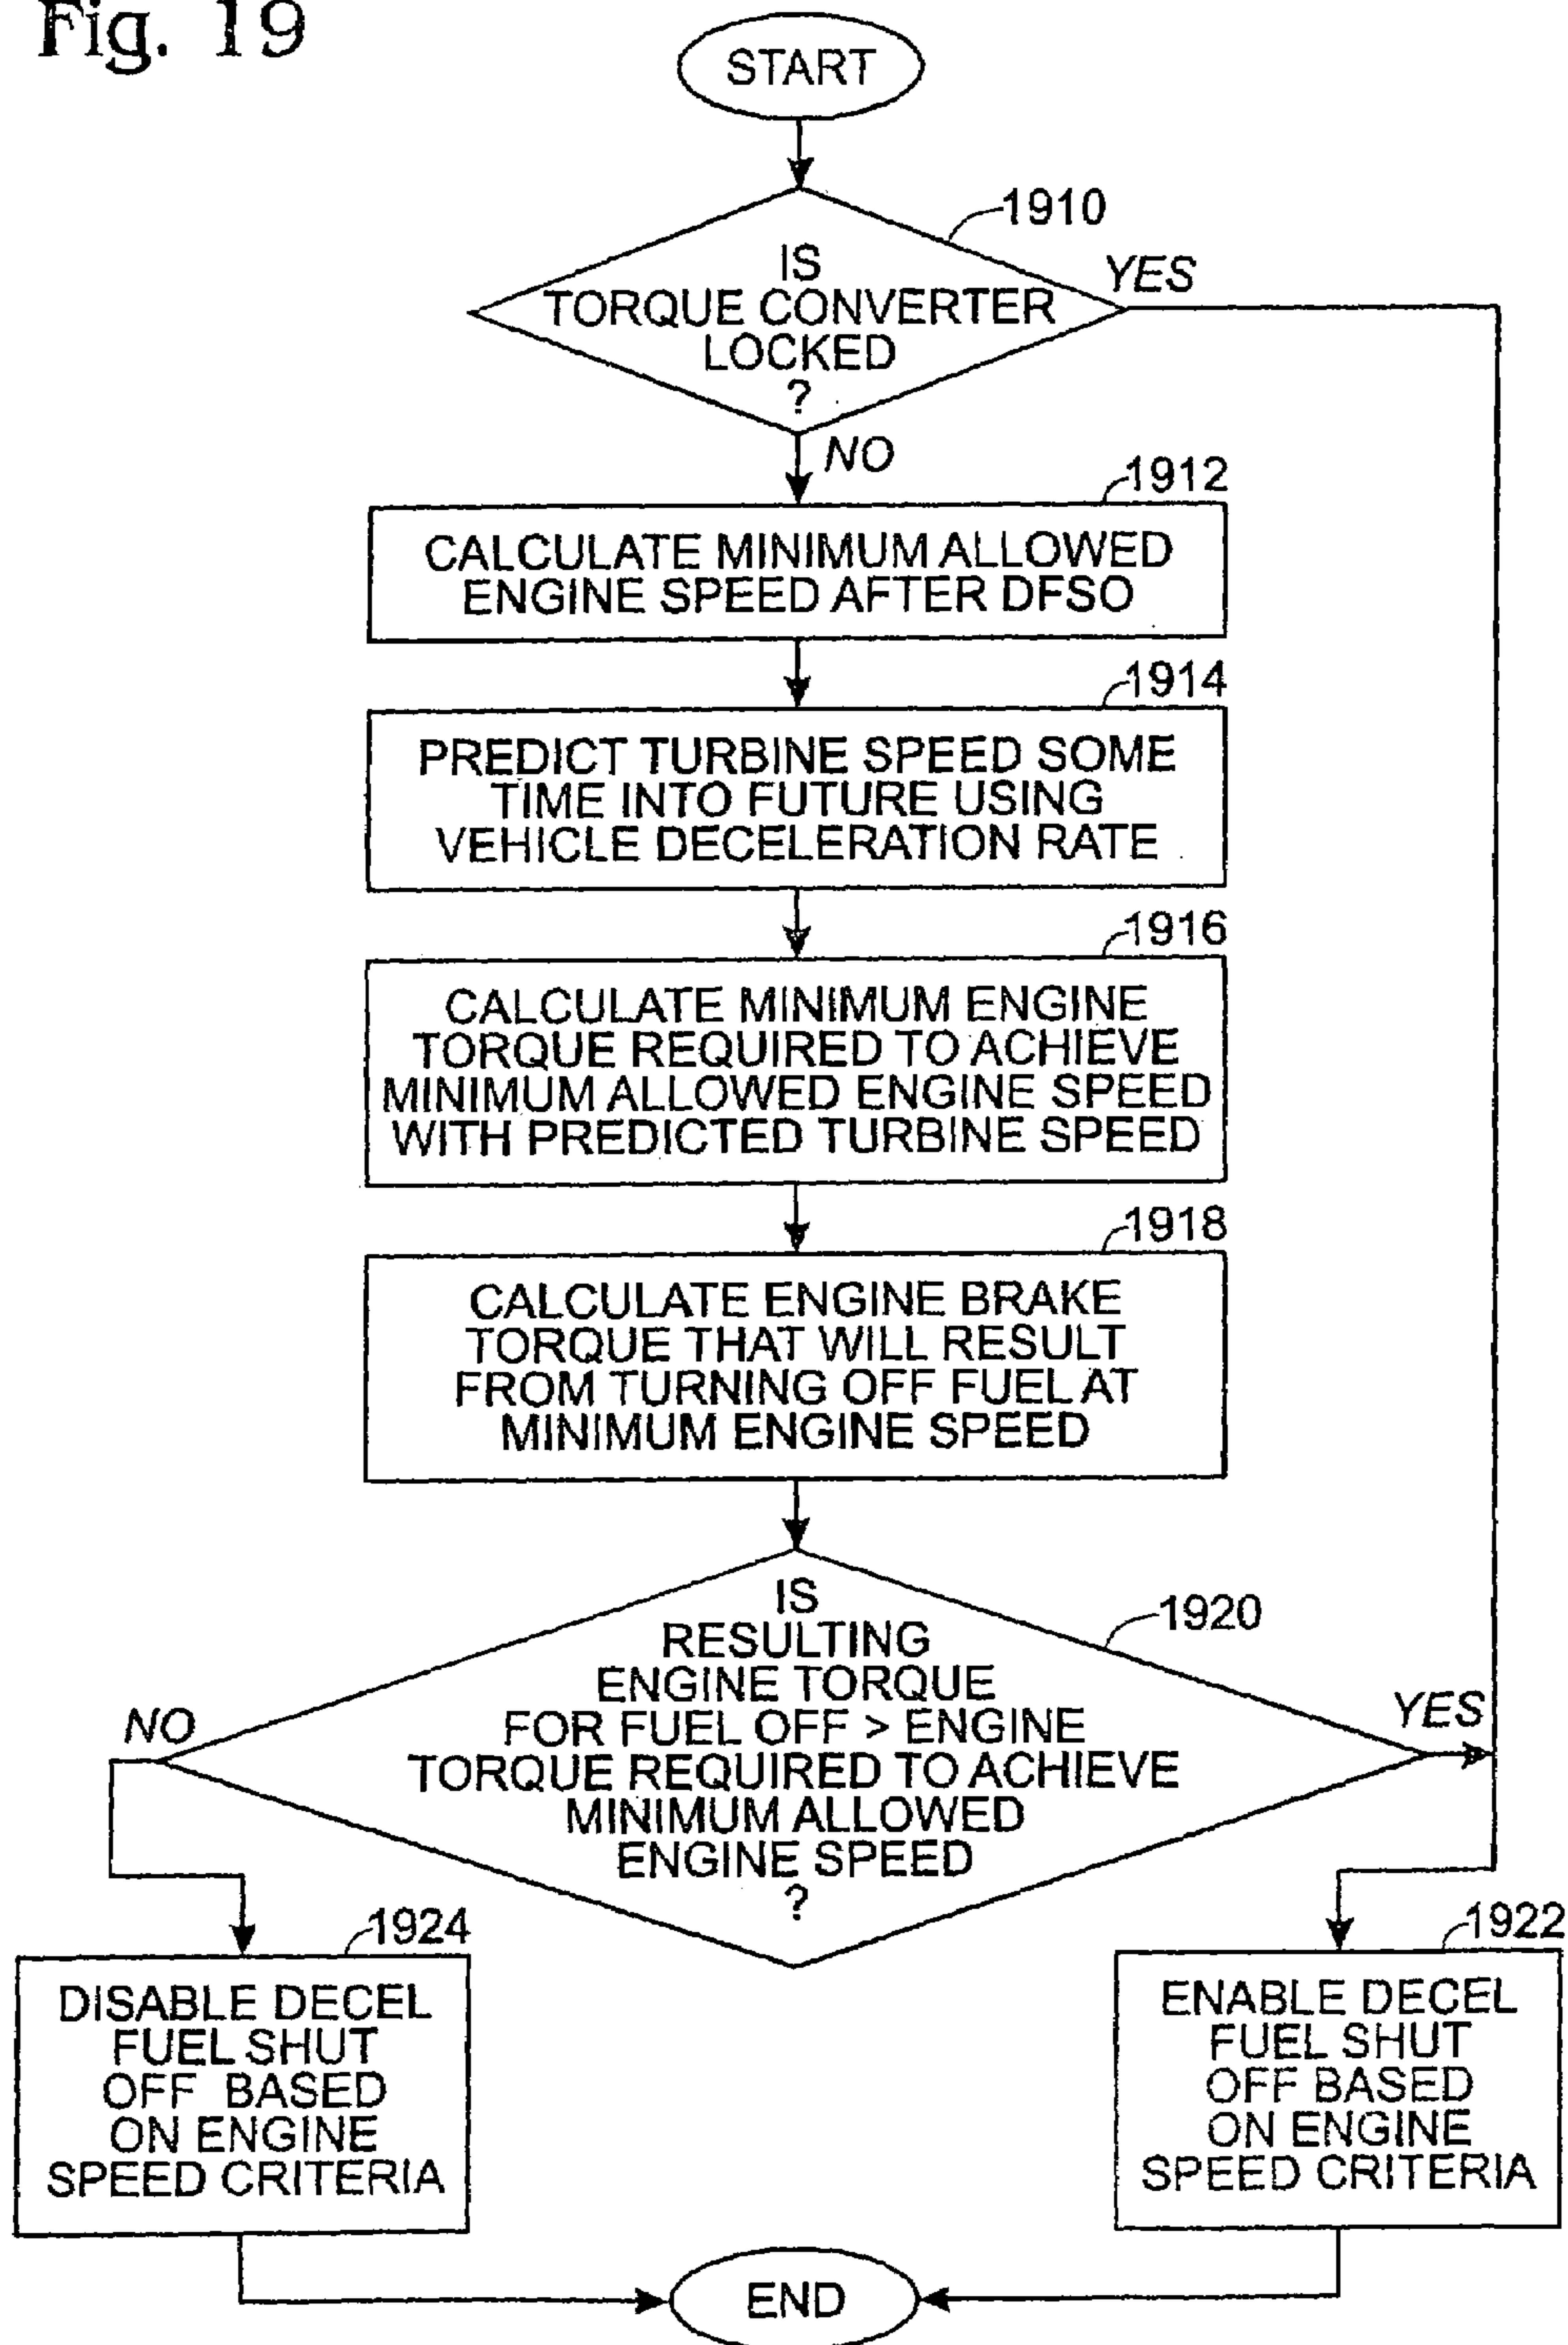 Fig. 19
START
1910
IS
TORQUE CONVERTER
LOCKED
?
YES
NO
1912
CALCULATE MINIMUM ALLOWED
ENGINE SPEED AFTER DFSO
1914
PREDICT TURBINE SPEED SOME
TIME INTO FUTURE USING
VEHICLE DECELERATION RATE
1916
CALCULATE MINIMUM ENGINE
TORQUE REQUIRED TO ACHIEVE
MINIMUM ALLOWED ENGINE SPEED
WITH PREDICTED TURBINE SPEED
1918
CALCULATE ENGINE BRAKE
TORQUE THAT WILL RESULT
FROM TURNING OFF FUEL AT
MINIMUM ENGINE SPEED
1920
IS
RESULTING
ENGINE TORQUE
FOR FUEL OFF > ENGINE
TORQUE REQUIRED TO ACHIEVE
MINIMUM ALLOWED
ENGINE SPEED
?
NO
YES
1924
DISABLE DECEL
FUEL SHUT
OFF BASED
ON ENGINE
SPEED CRITERIA
1922
ENABLE DECEL
FUEL SHUT
OFF BASED
ON ENGINE
SPEED CRITERIA
END